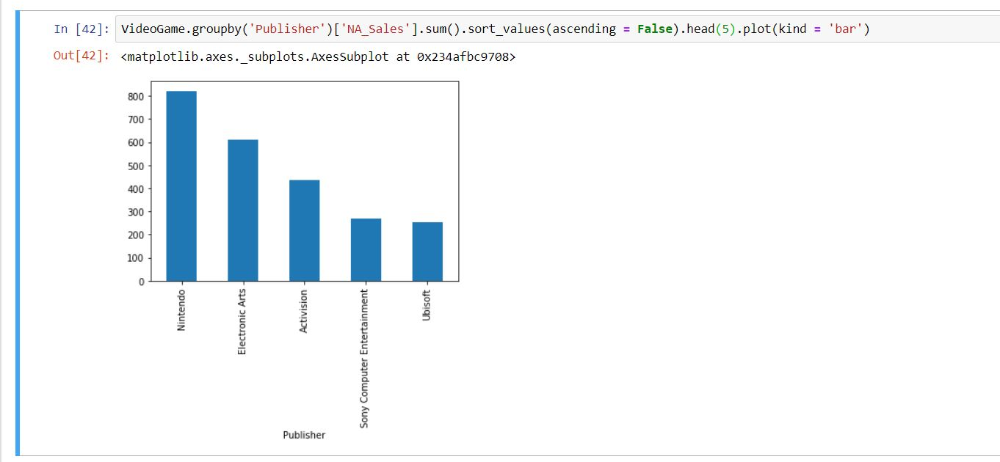 In [42]: VideoGame.groupby('Publisher')['NA_Sales'].sum().sort_values(ascending = False).head(5).plot(kind = 'bar')
Out[42]: <matplotlib.axes._subplots.AxesSubplot at 0x234afbc9708>
800
700
600
500
400
300
200
100
0
Nintendo
Electronic Arts
Activision
Sony Computer Entertainment
Ubisoft
Publisher